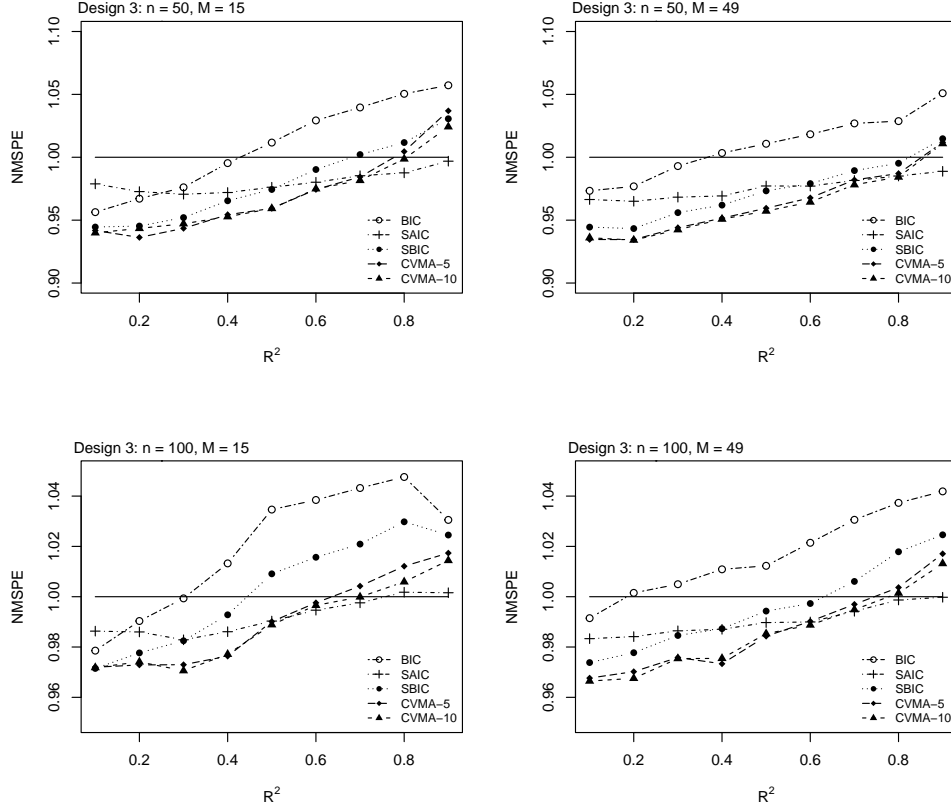 Design 3: n = 50, M = 15
NMSPE
1.10
1.05
1.00
0.95
0.90
BIC
SAIC
SBIC
CVMA−5
CVMA−10
0.2
0.4
0.6
0.8
R²
Design 3: n = 50, M = 49
NMSPE
1.10
1.05
1.00
0.95
0.90
BIC
SAIC
SBIC
CVMA−5
CVMA−10
0.2
0.4
0.6
0.8
R²
Design 3: n = 100, M = 15
NMSPE
1.04
1.02
1.00
0.98
0.96
BIC
SAIC
SBIC
CVMA−5
CVMA−10
0.2
0.4
0.6
0.8
R²
Design 3: n = 100, M = 49
NMSPE
1.04
1.02
1.00
0.98
0.96
BIC
SAIC
SBIC
CVMA−5
CVMA−10
0.2
0.4
0.6
0.8
R²